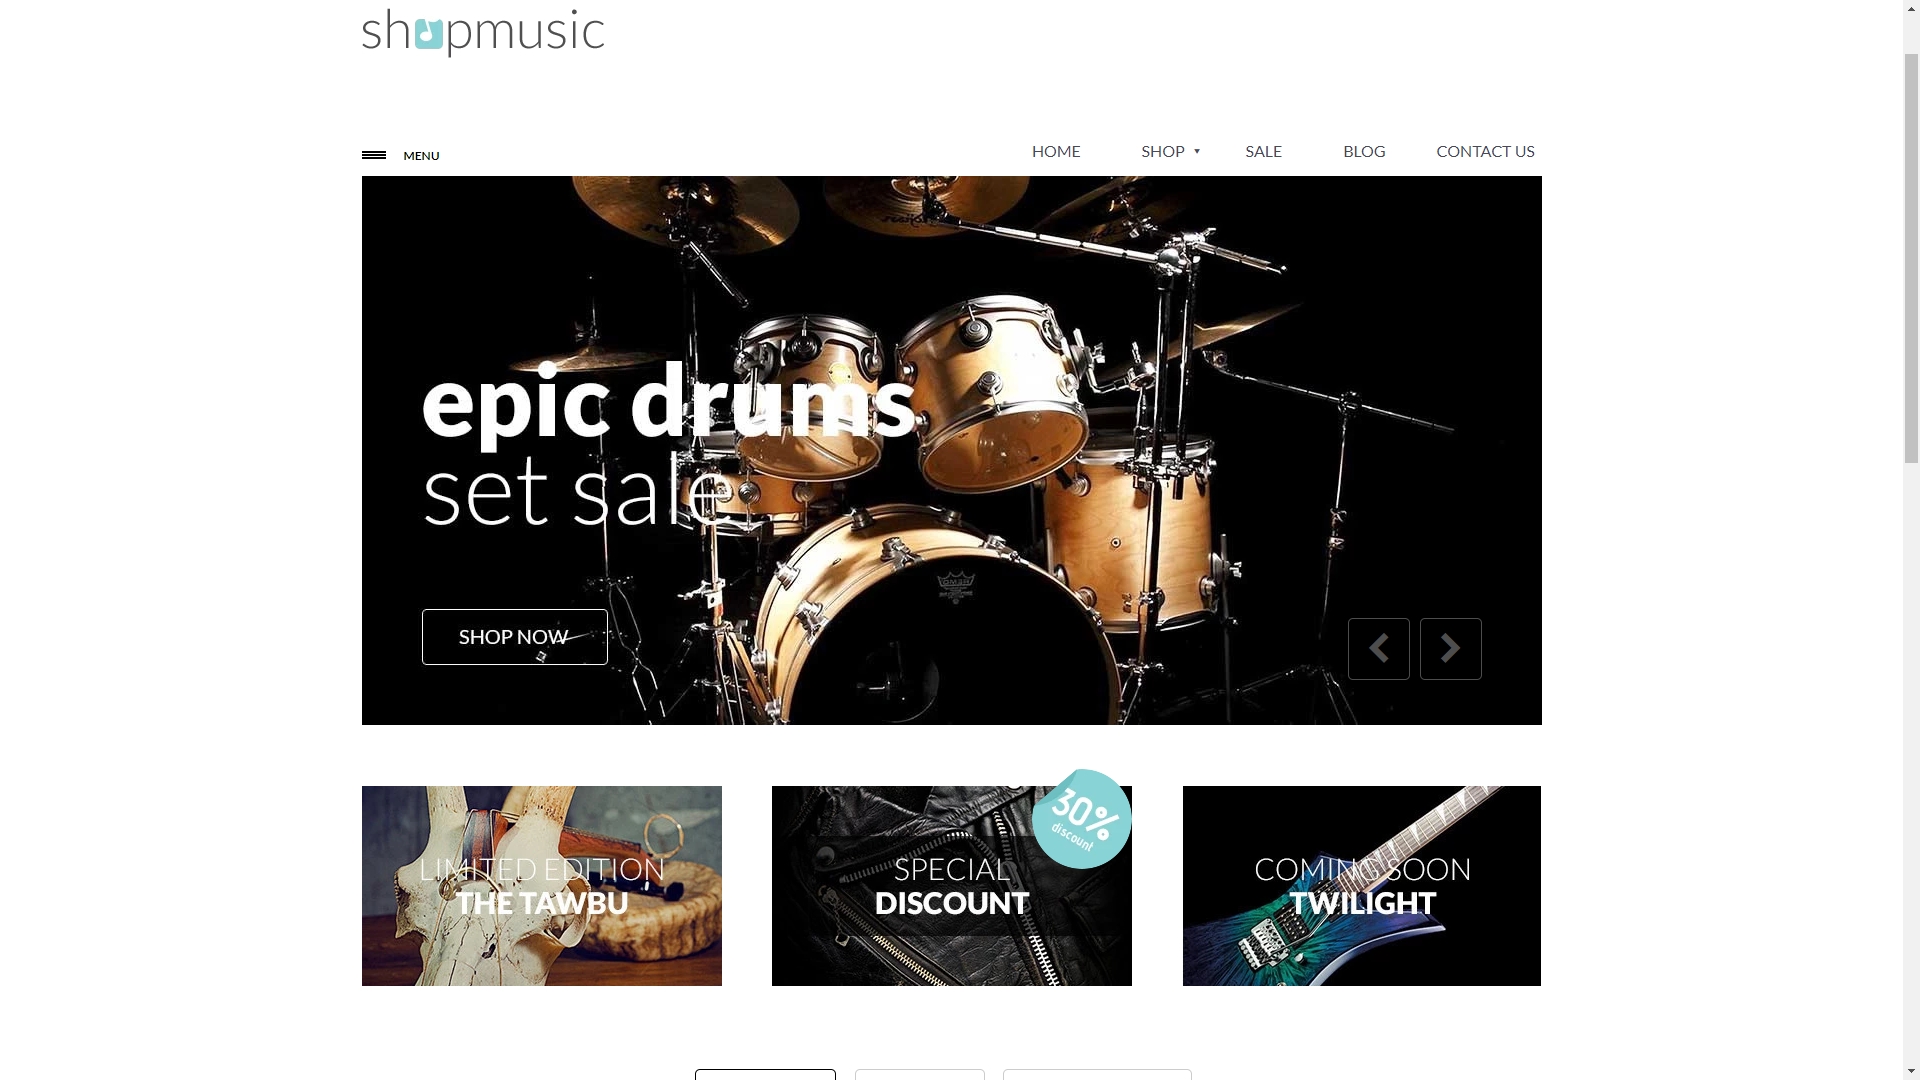 shopmusic
MENU
HOME
SHOP ▾
SALE
BLOG
CONTACT US
epic drums
set sale
SHOP NOW
30%
discount
LIMITED EDITION
THE TAWBU
SPECIAL
DISCOUNT
COMING SOON
TWILIGHT